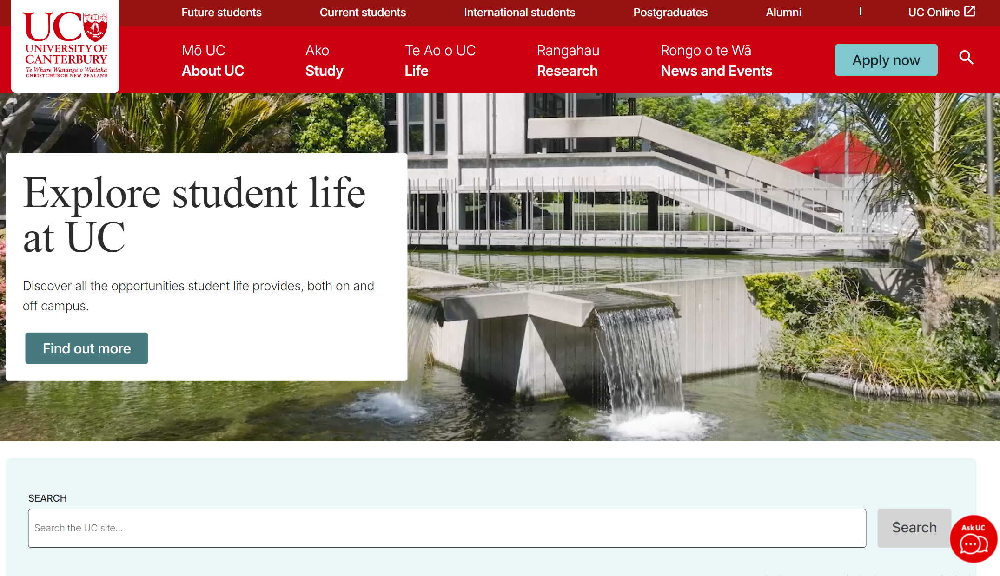 UC
UNIVERSITY OF
CANTERBURY
Te Whare Wānanga o Waitaha
CHRISTCHURCH NEW ZEALAND
Future students
Current students
International students
Postgraduates
Alumni
UC Online
Mō UC
About UC
Ako
Study
Te Ao o UC
Life
Rangahau
Research
Rongo o te Wā
News and Events
Apply now
Explore student life
at UC
Discover all the opportunities student life provides, both on and
off campus.
Find out more
SEARCH
Search the UC site...
Search
Ask UC